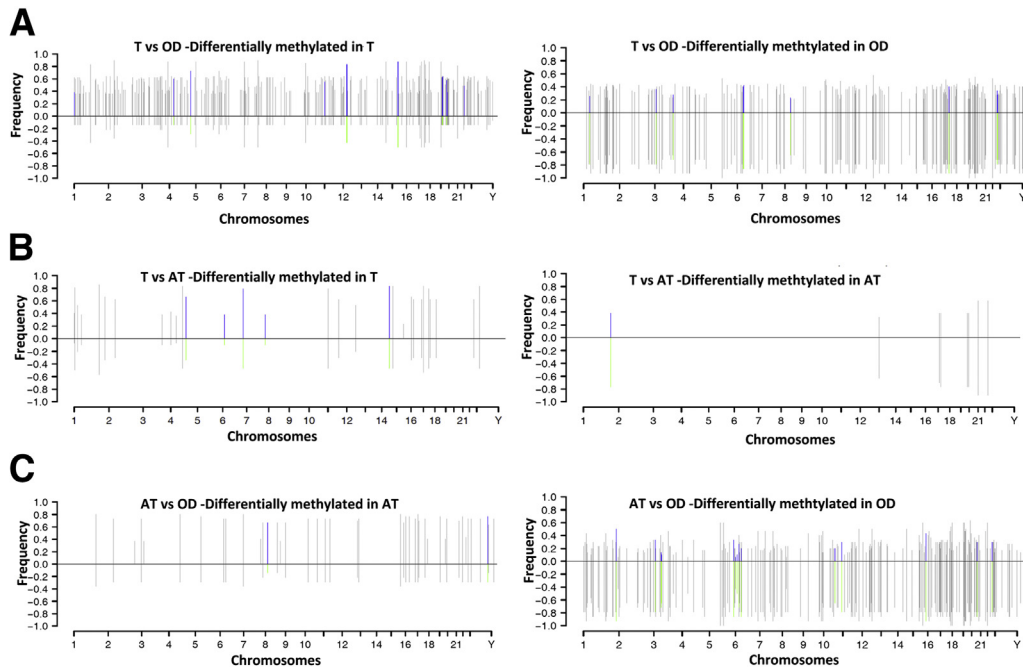 A
T vs OD -Differentially methylated in T
Frequency
1.0
0.8
0.6
0.4
0.2
0.0
−0.2
−0.4
−0.6
−0.8
−1.0
1 2 3 4 5 6 7 8 10 12 14 16 18 21 Y
Chromosomes
T vs OD -Differentially methtylated in OD
Frequency
1.0
0.8
0.6
0.4
0.2
0.0
−0.2
−0.4
−0.6
−0.8
−1.0
1 2 3 4 5 6 7 8 10 12 14 16 18 21 Y
Chromosomes
B
T vs AT -Differentially methylated in T
Frequency
1.0
0.8
0.6
0.4
0.2
0.0
−0.2
−0.4
−0.6
−0.8
−1.0
1 2 3 4 5 6 7 8 9 10 12 14 16 18 21 Y
Chromosomes
T vs AT -Differentially methtylated in AT
Frequency
1.0
0.8
0.6
0.4
0.2
0.0
−0.2
−0.4
−0.6
−0.8
−1.0
1 2 3 4 5 6 7 8 10 12 14 16 21 Y
Chromosomes
C
AT vs OD -Differentially methylated in AT
Frequency
1.0
0.8
0.6
0.4
0.2
0.0
−0.2
−0.4
−0.6
−0.8
−1.0
1 2 3 4 5 6 7 8 9 10 12 14 16 18 21 Y
Chromosomes
AT vs OD -Differentially methtylated in OD
Frequency
1.0
0.8
0.6
0.4
0.2
0.0
−0.2
−0.4
−0.6
−0.8
−1.0
1 2 3 4 5 6 7 8 10 12 14 16 18 21 Y
Chromosomes